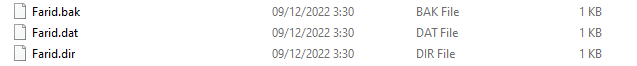 Farid.bak 09/12/2022 3:30 BAK File 1 KB
Farid.dat 09/12/2022 3:30 DAT File 1 KB
Farid.dir 09/12/2022 3:30 DIR File 1 KB